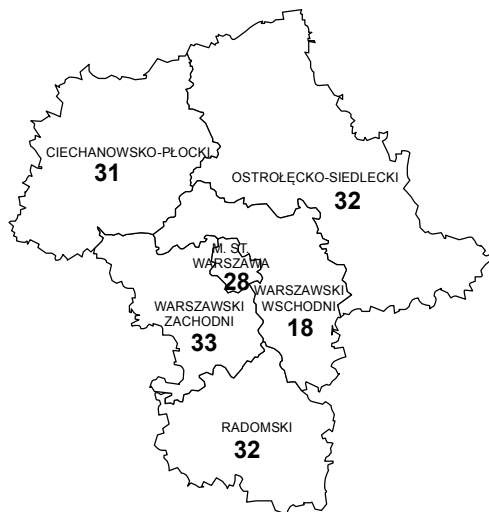 CIECHANOWSKO-PŁOCKI
31
OSTROŁĘCKO-SIEDLECKI
32
M. ST.
WARSZAWA
28
WARSZAWSKI
WSCHODNI
18
WARSZAWSKI
ZACHODNI
33
RADOMSKI
32